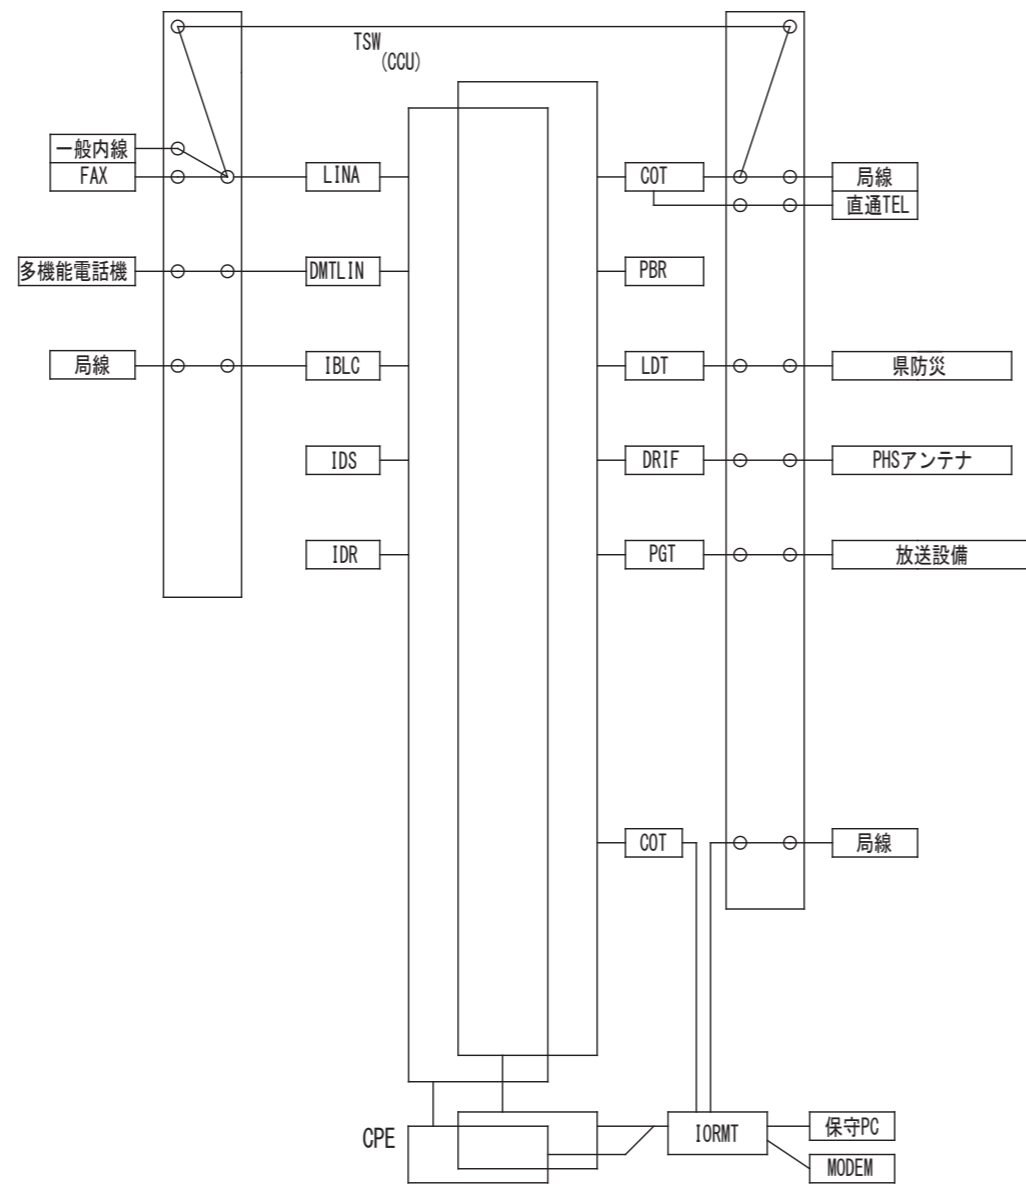 TSW
(CCU)
一般内線
FAX
LINA
COT
局線
直通TEL
多機能電話機
DMTLIN
PBR
局線
IBLC
LDT
県防災
IDS
DRIF
PHSアンテナ
IDR
PGT
放送設備
COT
局線
CPE
IORMT
保守PC
MODEM